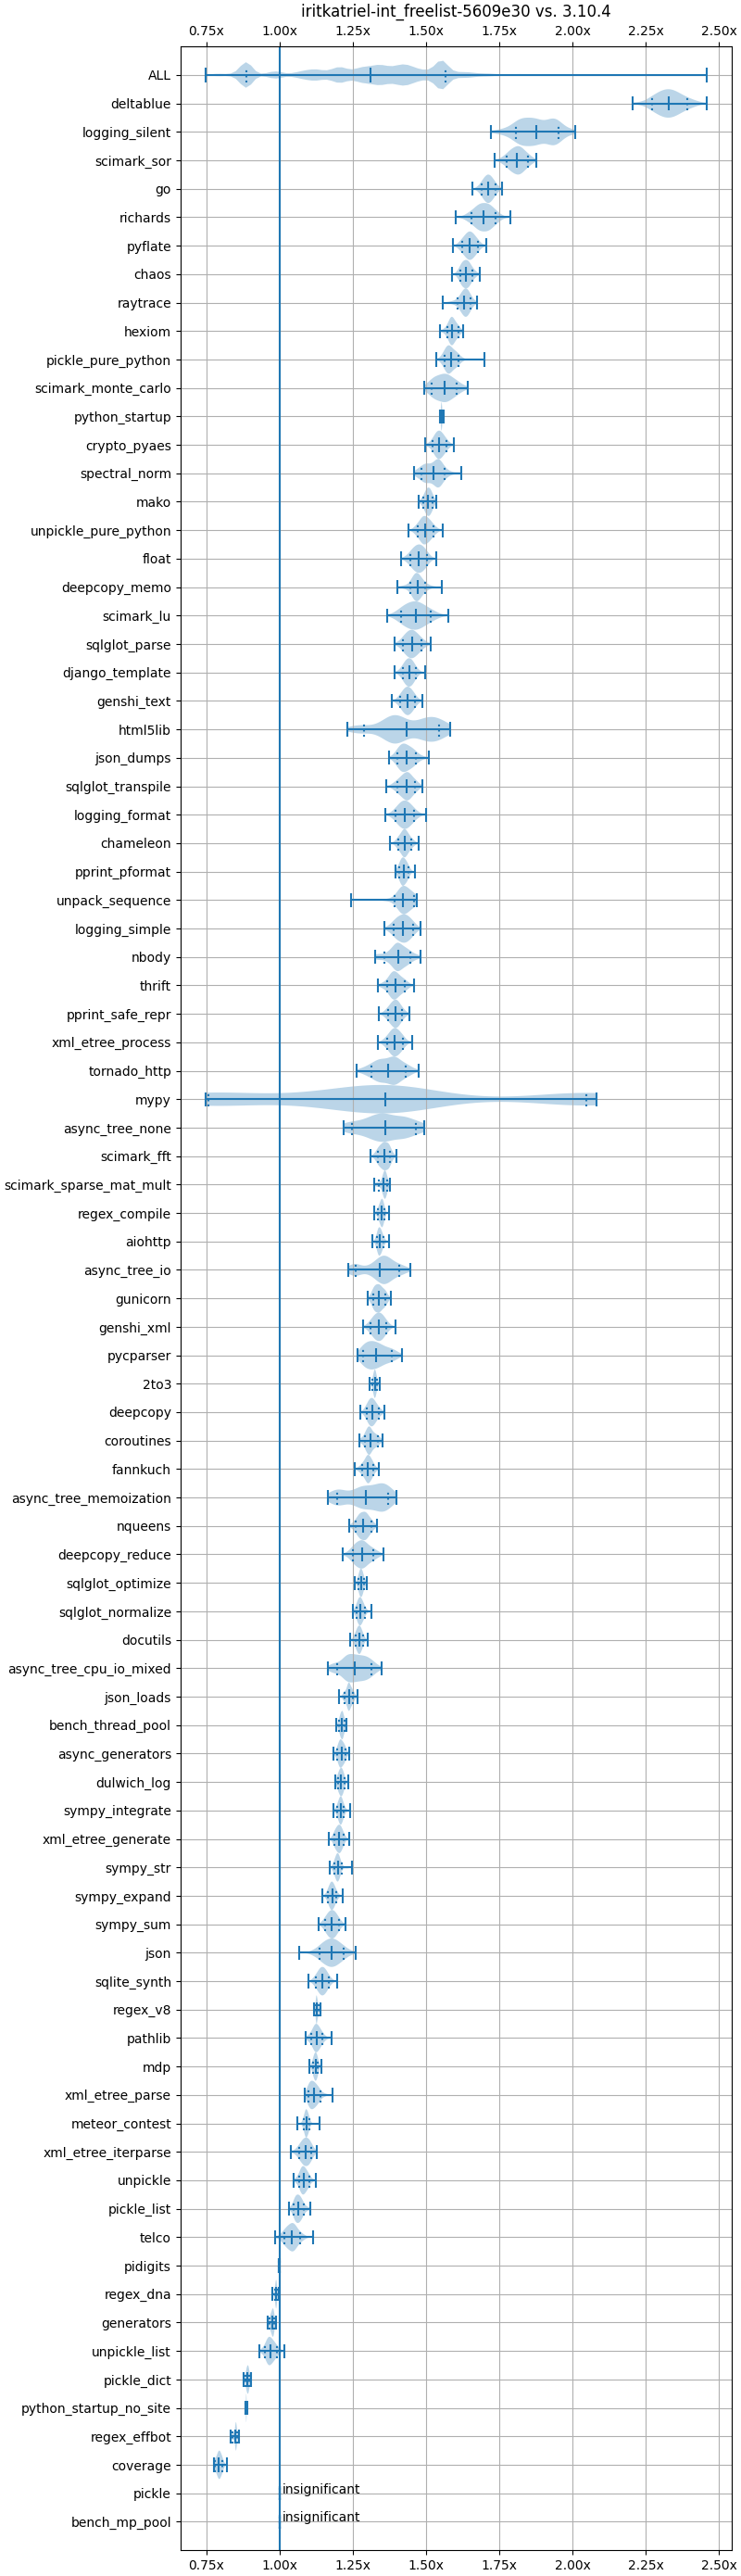 iritkatriel-int_freelist-5609e30 vs. 3.10.4
0.75x 1.00x 1.25x 1.50x 1.75x 2.00x 2.25x 2.50x
ALL
deltablue
logging_silent
scimark_sor
go
richards
pyflate
chaos
raytrace
hexiom
pickle_pure_python
scimark_monte_carlo
python_startup
crypto_pyaes
spectral_norm
mako
unpickle_pure_python
float
deepcopy_memo
scimark_lu
sqlglot_parse
django_template
genshi_text
html5lib
json_dumps
sqlglot_transpile
logging_format
chameleon
pprint_pformat
unpack_sequence
logging_simple
nbody
thrift
pprint_safe_repr
xml_etree_process
tornado_http
mypy
async_tree_none
scimark_fft
scimark_sparse_mat_mult
regex_compile
aiohttp
async_tree_io
gunicorn
genshi_xml
pycparser
2to3
deepcopy
coroutines
fannkuch
async_tree_memoization
nqueens
deepcopy_reduce
sqlglot_optimize
sqlglot_normalize
docutils
async_tree_cpu_io_mixed
json_loads
bench_thread_pool
async_generators
dulwich_log
sympy_integrate
xml_etree_generate
sympy_str
sympy_expand
sympy_sum
json
sqlite_synth
regex_v8
pathlib
mdp
xml_etree_parse
meteor_contest
xml_etree_iterparse
unpickle
pickle_list
telco
pidigits
regex_dna
generators
unpickle_list
pickle_dict
python_startup_no_site
regex_effbot
coverage
pickle insignificant
bench_mp_pool insignificant
0.75x 1.00x 1.25x 1.50x 1.75x 2.00x 2.25x 2.50x